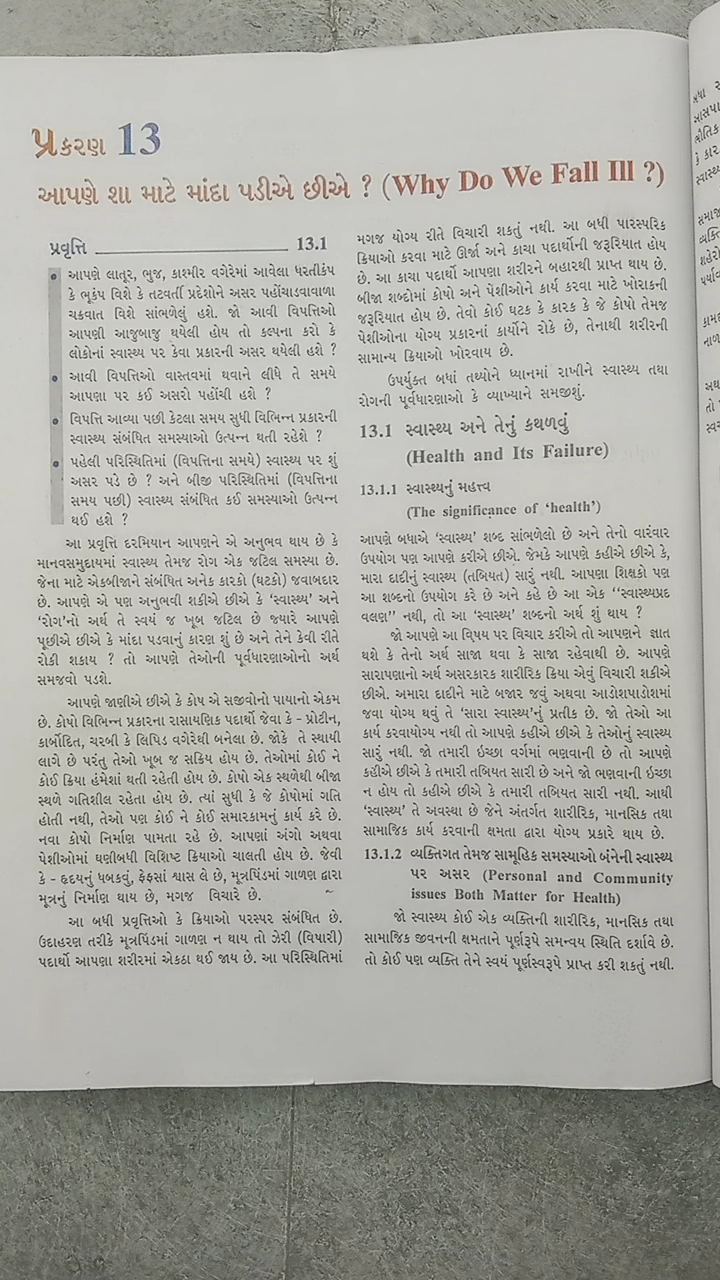 પ્રકરણ 13
આપણે શા માટે માંદા પડીએ છીએ ? (Why Do We Fall Ill ?)
પ્રવૃત્તિ ______ 13.1
• આપણે લાતૂર, ભુજ, કાશ્મીર વગેરેમાં આવેલા ધરતીકંપ
કે ભૂકંપ વિશે કે તટવર્તી પ્રદેશોને અસર પહોંચાડવાવાળા
ચક્રવાત વિશે સાંભળેલું હશે. જો આવી વિપત્તિઓ
આપણી આજુબાજુ થયેલી હોય તો કલ્પના કરો કે
લોકોનાં સ્વાસ્થ્ય પર કેવા પ્રકારની અસર થયેલી હશે ?
• આવી વિપત્તિઓ વાસ્તવમાં થવાને લીધે તે સમયે
આપણા પર કઈ અસરો પહોંચી હશે ?
• વિપત્તિ આવ્યા પછી કેટલા સમય સુધી વિભિન્ન પ્રકારની
સ્વાસ્થ્ય સંબંધિત સમસ્યાઓ ઉત્પન્ન થતી રહેશે ?
• પહેલી પરિસ્થિતિમાં (વિપત્તિના સમયે) સ્વાસ્થ્ય પર શું
અસર પડે છે ? અને બીજી પરિસ્થિતિમાં (વિપત્તિના
સમય પછી) સ્વાસ્થ્ય સંબંધિત કઈ સમસ્યાઓ ઉત્પન્ન
થઈ હશે ?
આ પ્રવૃત્તિ દરમિયાન આપણને એ અનુભવ થાય છે કે
માનવસમુદાયમાં સ્વાસ્થ્ય તેમજ રોગ એક જટિલ સમસ્યા છે.
જેના માટે એકબીજાને સંબંધિત અનેક કારકો (ઘટકો) જવાબદાર
છે. આપણે એ પણ અનુભવી શકીએ છીએ કે ‘સ્વાસ્થ્ય’ અને
‘રોગ’નો અર્થ તે સ્વયં જ ખૂબ જટિલ છે જ્યારે આપણે
પૂછીએ છીએ કે માંદા પડવાનું કારણ શું છે અને તેને કેવી રીતે
રોકી શકાય ? તો આપણે તેઓની પૂર્વધારણાઓનો અર્થ
સમજવો પડશે.
આપણે જાણીએ છીએ કે કોષ એ સજીવોનો પાયાનો એકમ
છે. કોષો વિભિન્ન પ્રકારના રાસાયણિક પદાર્થો જેવા કે - પ્રોટીન,
કાર્બોદિત, ચરબી કે લિપિડ વગેરેથી બનેલા છે. જોકે તે સ્થાયી
લાગે છે પરંતુ તેઓ ખૂબ જ સક્રિય હોય છે. તેઓમાં કોઈ ને
કોઈ ક્રિયા હંમેશાં થતી રહેતી હોય છે. કોષો એક સ્થળેથી બીજા
સ્થળે ગતિશીલ રહેતા હોય છે. ત્યાં સુધી કે જે કોષોમાં ગતિ
હોતી નથી, તેઓ પણ કોઈ ને કોઈ સમારકામનું કાર્ય કરે છે.
નવા કોષો નિર્માણ પામતા રહે છે. આપણાં અંગો અથવા
પેશીઓમાં ઘણીબધી વિશિષ્ટ ક્રિયાઓ ચાલતી હોય છે. જેવી
કે - હૃદયનું ધબકવું, ફેફસાં શ્વાસ લે છે, મૂત્રપિંડમાં ગાળણ દ્વારા
મૂત્રનું નિર્માણ થાય છે, મગજ વિચારે છે.
આ બધી પ્રવૃત્તિઓ કે ક્રિયાઓ પરસ્પર સંબંધિત છે.
ઉદાહરણ તરીકે મૂત્રપિંડમાં ગાળણ ન થાય તો ઝેરી (વિષારી)
પદાર્થો આપણા શરીરમાં એકઠા થઈ જાય છે. આ પરિસ્થિતિમાં
મગજ યોગ્ય રીતે વિચારી શકતું નથી. આ બધી પારસ્પરિક
ક્રિયાઓ કરવા માટે ઊર્જા અને કાચા પદાર્થોની જરૂરિયાત હોય
છે. આ કાચા પદાર્થો આપણા શરીરને બહારથી પ્રાપ્ત થાય છે.
બીજા શબ્દોમાં કોષો અને પેશીઓને કાર્ય કરવા માટે ખોરાકની
જરૂરિયાત હોય છે. તેવો કોઈ ઘટક કે કારક કે જે કોષો તેમજ
પેશીઓના યોગ્ય પ્રકારનાં કાર્યોને રોકે છે, તેનાથી શરીરની
સામાન્ય ક્રિયાઓ ખોરવાય છે.
ઉપર્યુક્ત બધાં તથ્યોને ધ્યાનમાં રાખીને સ્વાસ્થ્ય તથા
રોગની પૂર્વધારણાઓ કે વ્યાખ્યાને સમજીશું.
13.1 સ્વાસ્થ્ય અને તેનું કથળવું
(Health and Its Failure)
13.1.1 સ્વાસ્થ્યનું મહત્ત્વ
(The significance of ‘health’)
આપણે બધાએ ‘સ્વાસ્થ્ય’ શબ્દ સાંભળેલો છે અને તેનો વારંવાર
ઉપયોગ પણ આપણે કરીએ છીએ. જેમકે આપણે કહીએ છીએ કે,
મારા દાદીનું સ્વાસ્થ્ય (તબિયત) સારું નથી. આપણા શિક્ષકો પણ
આ શબ્દનો ઉપયોગ કરે છે અને કહે છે આ એક “સ્વાસ્થ્યપ્રદ
વલણ” નથી, તો આ ‘સ્વાસ્થ્ય’ શબ્દનો અર્થ શું થાય ?
જો આપણે આ વિષય પર વિચાર કરીએ તો આપણને જ્ઞાત
થશે કે તેનો અર્થ સાજા થવા કે સાજા રહેવાથી છે. આપણે
સારાપણાનો અર્થ અસરકારક શારીરિક ક્રિયા એવું વિચારી શકીએ
છીએ. અમારા દાદીને માટે બજાર જવું અથવા આડોશપાડોશમાં
જવા યોગ્ય થવું તે ‘સારા સ્વાસ્થ્ય’નું પ્રતીક છે. જો તેઓ આ
કાર્ય કરવાયોગ્ય નથી તો આપણે કહીએ છીએ કે તેઓનું સ્વાસ્થ્ય
સારું નથી. જો તમારી ઇચ્છા વર્ગમાં ભણવાની છે તો આપણે
કહીએ છીએ કે તમારી તબિયત સારી છે અને જો ભણવાની ઇચ્છા
ન હોય તો કહીએ છીએ કે તમારી તબિયત સારી નથી. આથી
‘સ્વાસ્થ્ય’ તે અવસ્થા છે જેને અંતર્ગત શારીરિક, માનસિક તથા
સામાજિક કાર્ય કરવાની ક્ષમતા દ્વારા યોગ્ય પ્રકારે થાય છે.
13.1.2 વ્યક્તિગત તેમજ સામૂહિક સમસ્યાઓ બંનેની સ્વાસ્થ્ય
પર અસર (Personal and Community
issues Both Matter for Health)
જો સ્વાસ્થ્ય કોઈ એક વ્યક્તિની શારીરિક, માનસિક તથા
સામાજિક જીવનની ક્ષમતાને પૂર્ણરૂપે સમન્વય સ્થિતિ દર્શાવે છે.
તો કોઈ પણ વ્યક્તિ તેને સ્વયં પૂર્ણસ્વરૂપે પ્રાપ્ત કરી શકતું નથી.